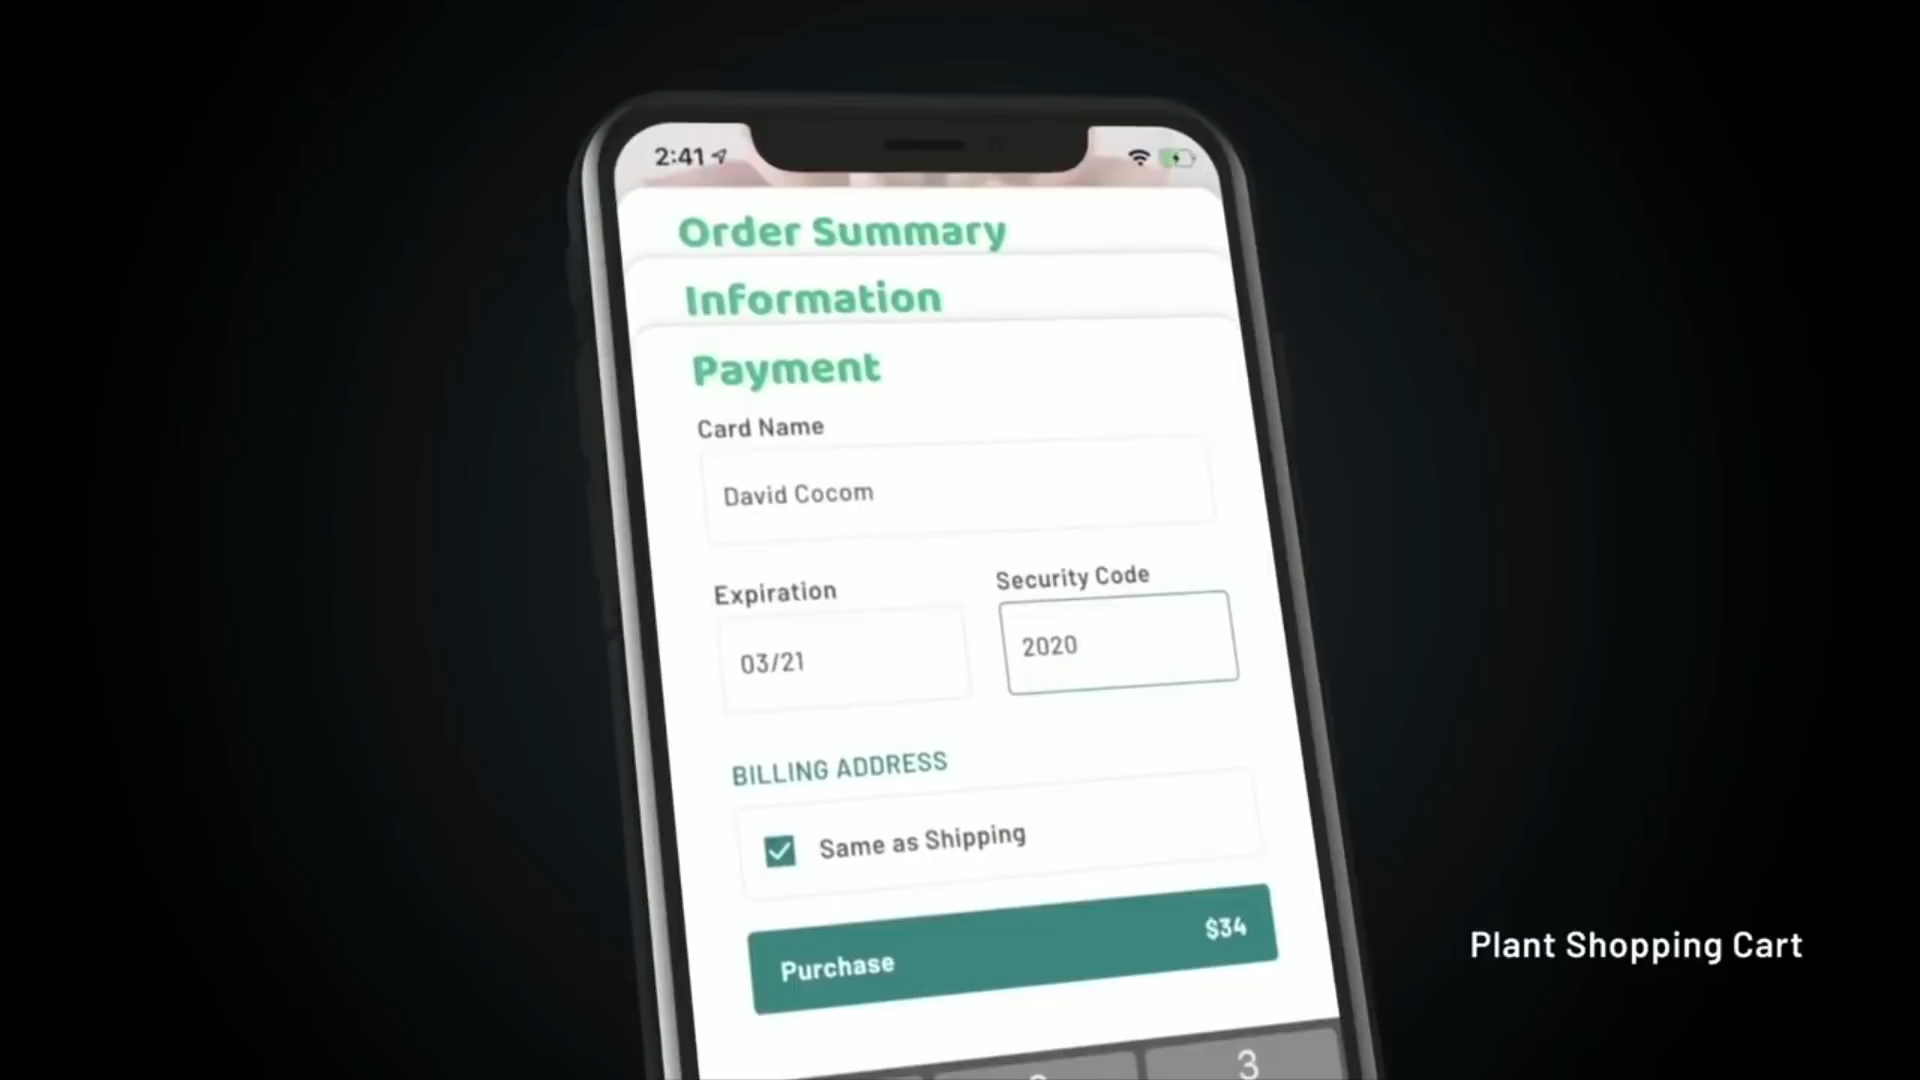 2:41
Order Summary
Information
Payment
Card Name
David Cocom
Expiration
Security Code
03/21
2020
BILLING ADDRESS
Same as Shipping
Purchase
$34
Plant Shopping Cart
3